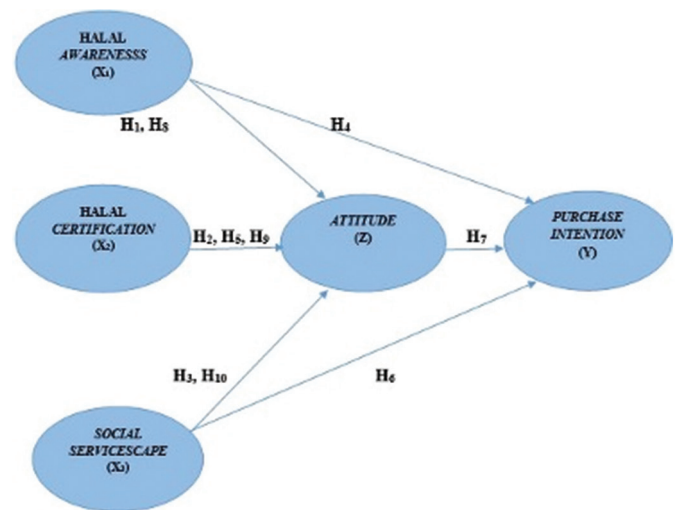 HALAL
AWARENESSS
(X₁)
H₁, H₈
H₄
HALAL
CERTIFICATION
(X₂)
H₂, H₅, H₉
ATTITUDE
(Z)
H₇
PURCHASE
INTENTION
(Y)
H₃, H₁₀
H₆
SOCIAL
SERVICESCAPE
(X₃)